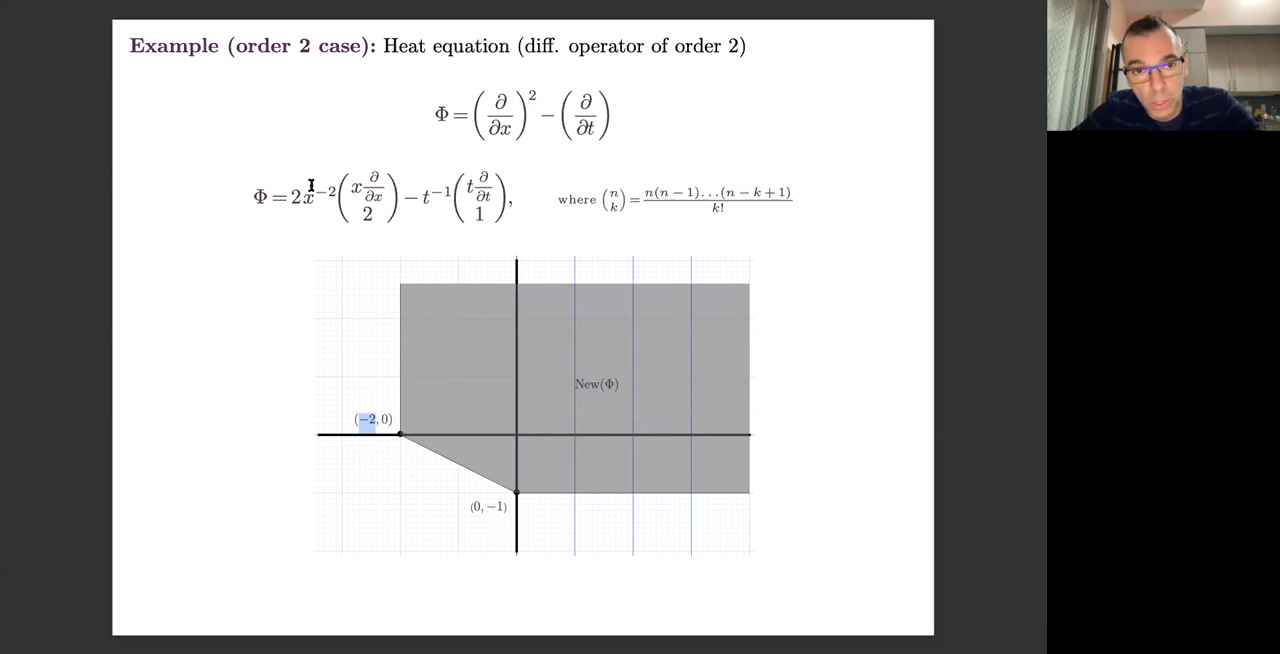 Example (order 2 case): Heat equation (diff. operator of order 2)
Φ = (∂/∂x)² − (∂/∂t)
Φ = 2x⁻² (x ∂/∂x choose 2) − t⁻¹ (t ∂/∂t choose 1), where (n choose k) = n(n − 1)…(n − k + 1)/k!
New(Φ)
(−2, 0)
(0, −1)